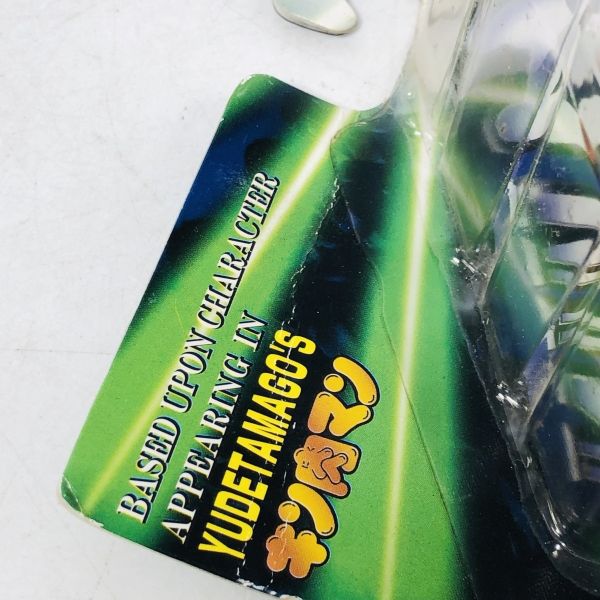 BASED UPON CHARACTER
APPEARING IN
YUDETAMAGO'S
キン肉マン